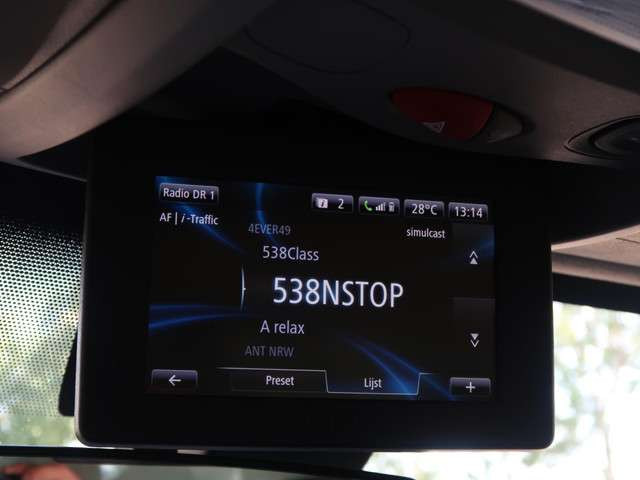 Radio DR 1
2 28°C 13:14
AF | i-Traffic
4EVER49 simulcast
538Class
538NSTOP
A relax
ANT NRW
Preset Lijst +